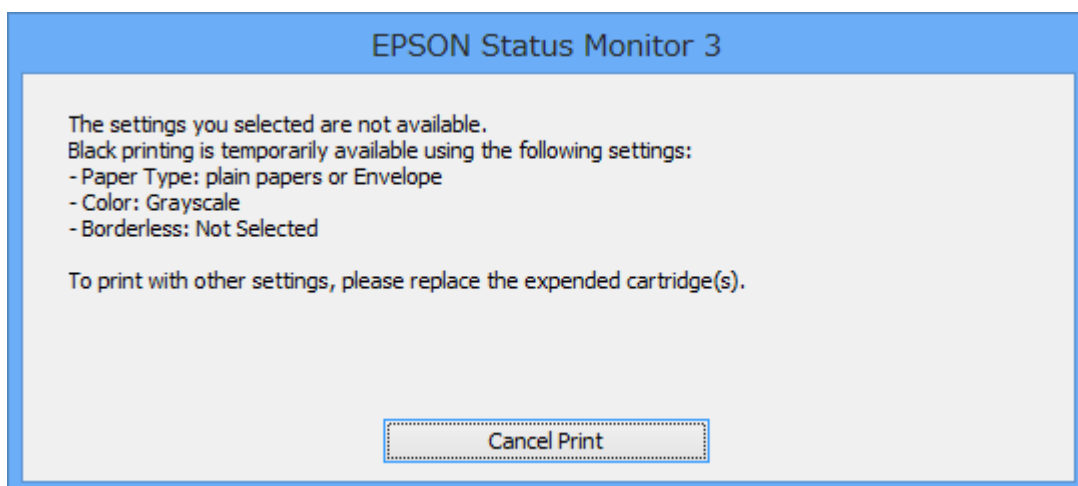 EPSON Status Monitor 3
The settings you selected are not available.
Black printing is temporarily available using the following settings:
- Paper Type: plain papers or Envelope
- Color: Grayscale
- Borderless: Not Selected
To print with other settings, please replace the expended cartridge(s).
Cancel Print